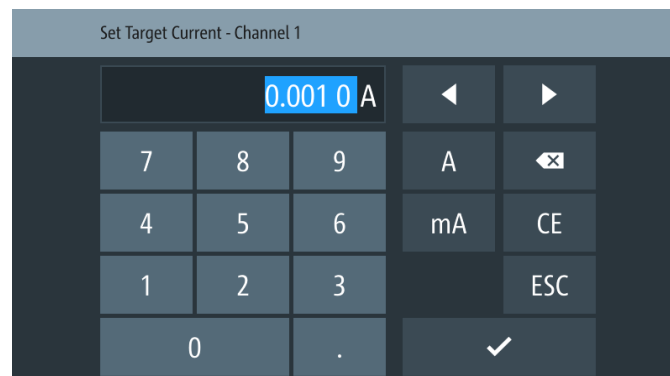 Set Target Current - Channel 1
0.001 0 A
7 8 9 A
4 5 6 mA CE
1 2 3 ESC
0 .